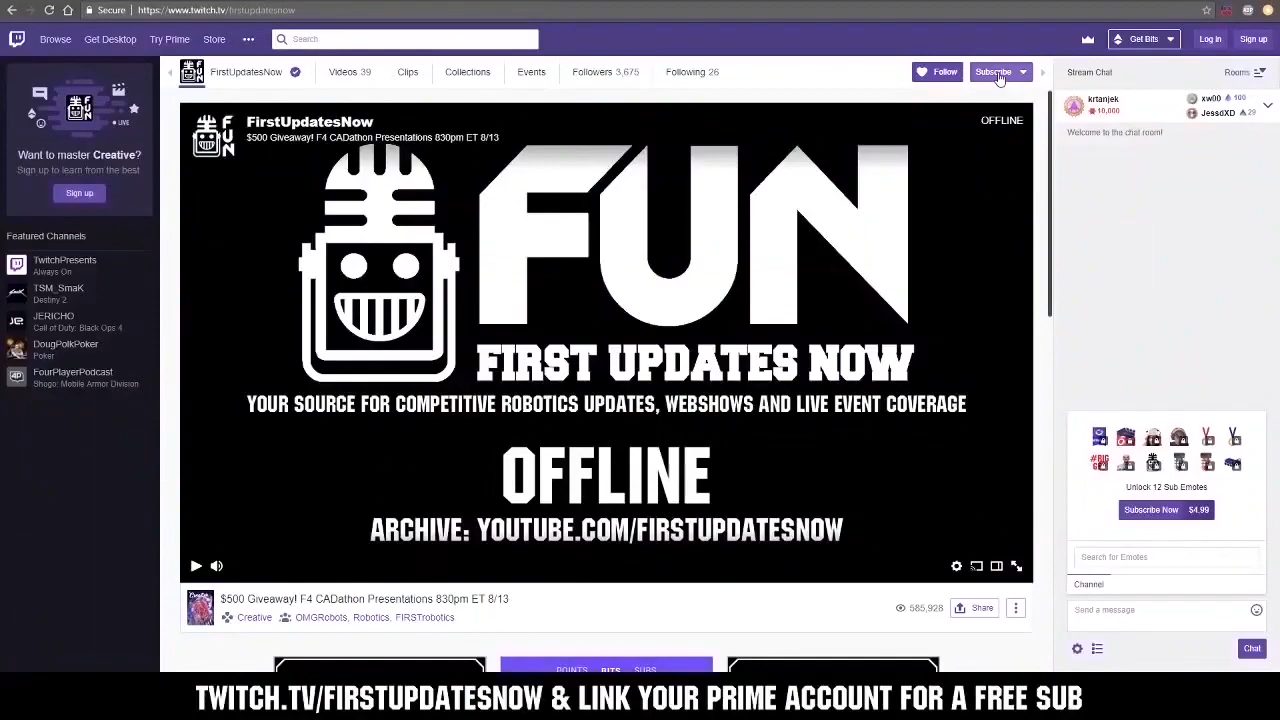 Secure
https://www.twitch.tv/firstupdatesnow
Browse
Get Desktop
Try Prime
Store
Search
Get Bits
Log in
Sign up
FirstUpdatesNow
Videos 39
Clips
Collections
Events
Followers 3,675
Following 26
Follow
Subscribe
Stream Chat
Rooms
LIVE
Want to master Creative?
Sign up to learn from the best
Sign up
Featured Channels
TwitchPresents
Always On
TSM_SmaK
Destiny 2
JERICHO
Call of Duty: Black Ops 4
DougPolkPoker
Poker
FourPlayerPodcast
Shogo: Mobile Armor Division
FUN
FirstUpdatesNow
$500 Giveaway! F4 CADathon Presentations 830pm ET 8/13
OFFLINE
FUN
FIRST UPDATES NOW
YOUR SOURCE FOR COMPETITIVE ROBOTICS UPDATES, WEBSHOWS AND LIVE EVENT COVERAGE
OFFLINE
ARCHIVE: YOUTUBE.COM/FIRSTUPDATESNOW
$500 Giveaway! F4 CADathon Presentations 830pm ET 8/13
Creative
OMGRobots, Robotics, FIRSTrobotics
585,928
Share
POINTS BITS SUBS
krtanjek
10,000
xw00 100
JessdXD 29
Welcome to the chat room!
Unlock 12 Sub Emotes
Subscribe Now $4.99
Search for Emotes
Channel
Send a message
Chat
TWITCH.TV/FIRSTUPDATESNOW & LINK YOUR PRIME ACCOUNT FOR A FREE SUB